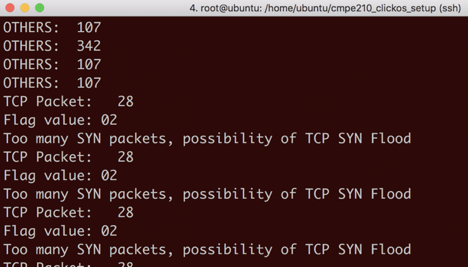 4. root@ubuntu: /home/ubuntu/cmpe210_clickos_setup (ssh)
OTHERS:  107
OTHERS:  342
OTHERS:  107
OTHERS:  107
TCP Packet:   28
Flag value: 02
Too many SYN packets, possibility of TCP SYN Flood
TCP Packet:   28
Flag value: 02
Too many SYN packets, possibility of TCP SYN Flood
TCP Packet:   28
Flag value: 02
Too many SYN packets, possibility of TCP SYN Flood
TCP Packet:   28